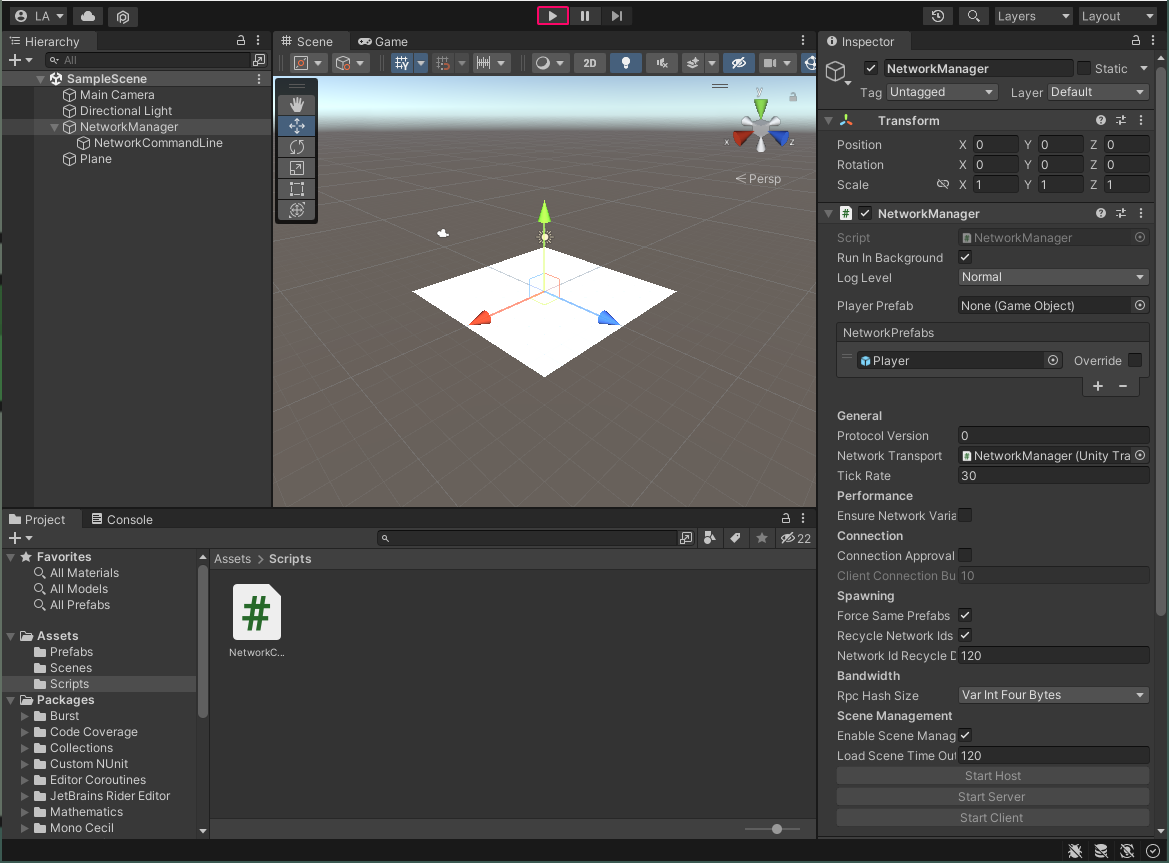 LA
Layers
Layout
Hierarchy
All
SampleScene
Main Camera
Directional Light
NetworkManager
NetworkCommandLine
Plane
Scene
Game
2D
y
x
z
Persp
Project
Console
22
Favorites
All Materials
All Models
All Prefabs
Assets
Prefabs
Scenes
Scripts
Packages
Burst
Code Coverage
Collections
Custom NUnit
Editor Coroutines
JetBrains Rider Editor
Mathematics
Mono Cecil
Assets > Scripts
#
NetworkC...
Inspector
NetworkManager
Static
Tag Untagged Layer Default
Transform
Position X 0 Y 0 Z 0
Rotation X 0 Y 0 Z 0
Scale X 1 Y 1 Z 1
# NetworkManager
Script # NetworkManager
Run In Background
Log Level Normal
Player Prefab None (Game Object)
NetworkPrefabs
Player Override
+ −
General
Protocol Version 0
Network Transport # NetworkManager (Unity Tra
Tick Rate 30
Performance
Ensure Network Varia
Connection
Connection Approval
Client Connection Bu 10
Spawning
Force Same Prefabs
Recycle Network Ids
Network Id Recycle D 120
Bandwidth
Rpc Hash Size Var Int Four Bytes
Scene Management
Enable Scene Manag
Load Scene Time Out 120
Start Host
Start Server
Start Client